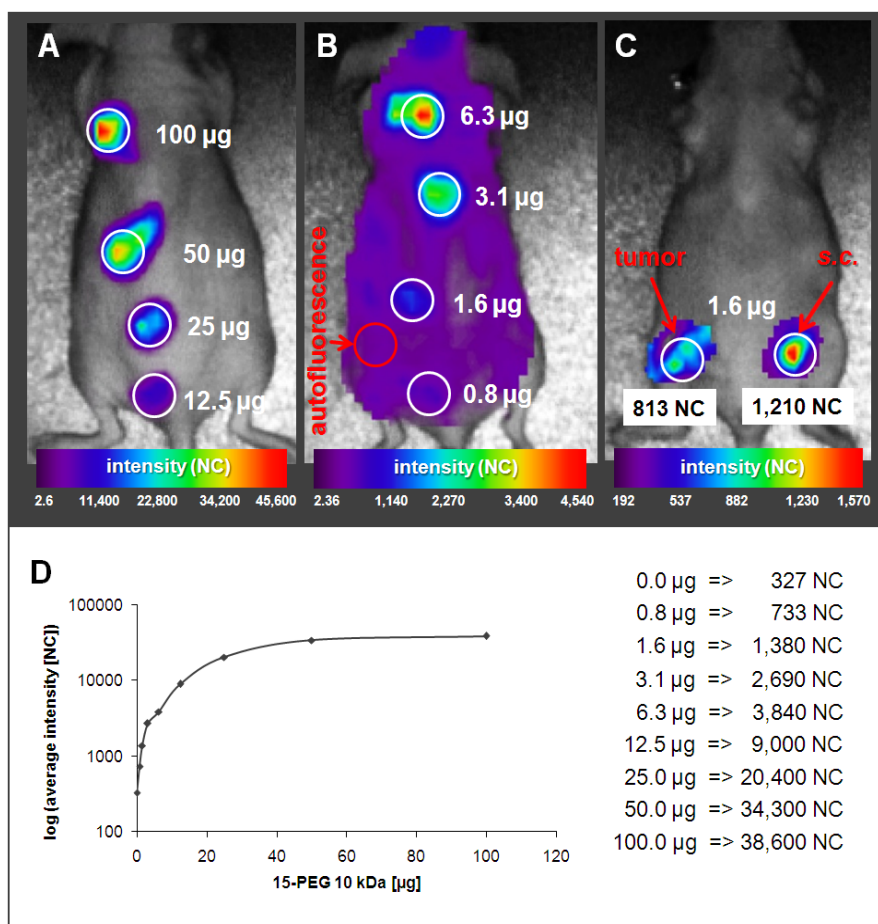 A
100 µg
50 µg
25 µg
12.5 µg
intensity (NC)
2.6 11,400 22,800 34,200 45,600
B
6.3 µg
3.1 µg
1.6 µg
autofluorescence
0.8 µg
intensity (NC)
2.36 1,140 2,270 3,400 4,540
C
tumor
s.c.
1.6 µg
813 NC
1,210 NC
intensity (NC)
192 537 882 1,230 1,570
D
log (average intensity [NC])
100000
10000
1000
100
0 20 40 60 80 100 120
15-PEG 10 kDa [µg]
0.0 µg => 327 NC
0.8 µg => 733 NC
1.6 µg => 1,380 NC
3.1 µg => 2,690 NC
6.3 µg => 3,840 NC
12.5 µg => 9,000 NC
25.0 µg => 20,400 NC
50.0 µg => 34,300 NC
100.0 µg => 38,600 NC